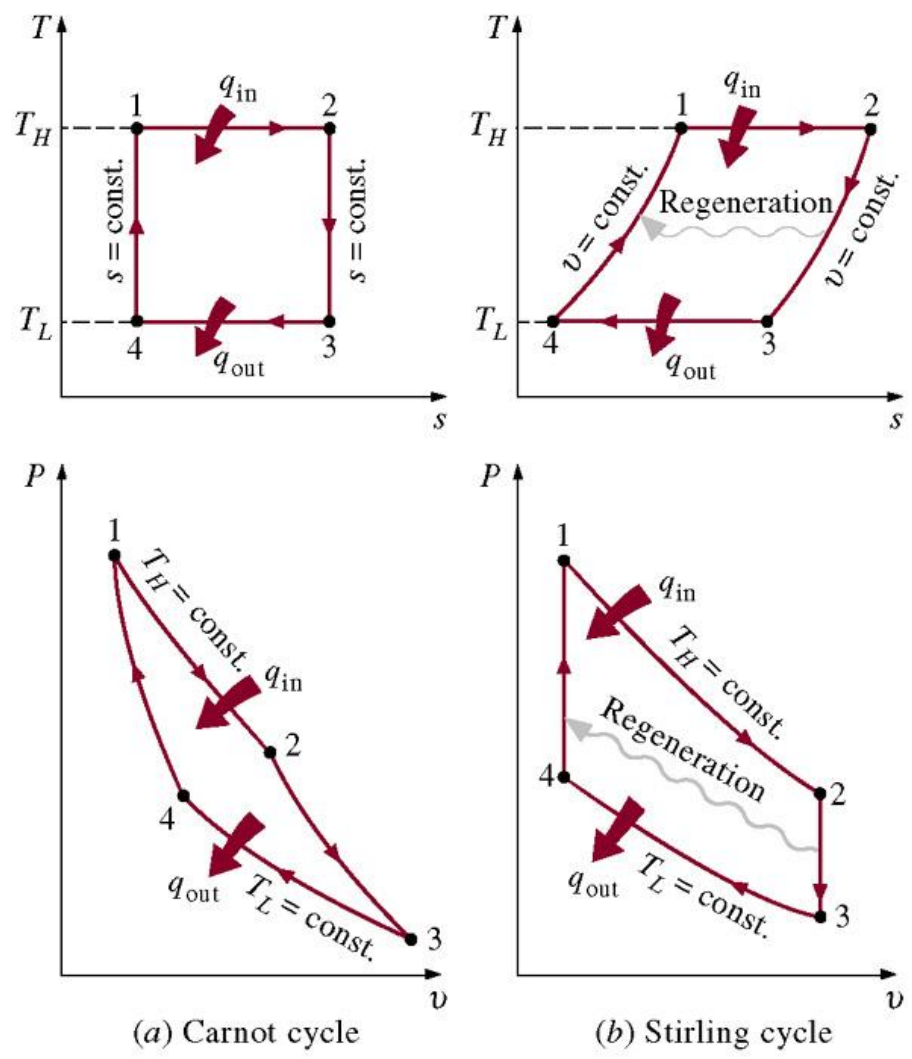 T
q_in
1
2
T_H
s = const.
s = const.
T_L
4
3
q_out
s
T
q_in
1
2
T_H
v = const.
Regeneration
v = const.
T_L
4
3
q_out
s
P
1
T_H = const.
q_in
2
4
q_out
T_L = const.
3
v
(a) Carnot cycle
P
1
q_in
T_H = const.
Regeneration
4
2
q_out
T_L = const.
3
v
(b) Stirling cycle